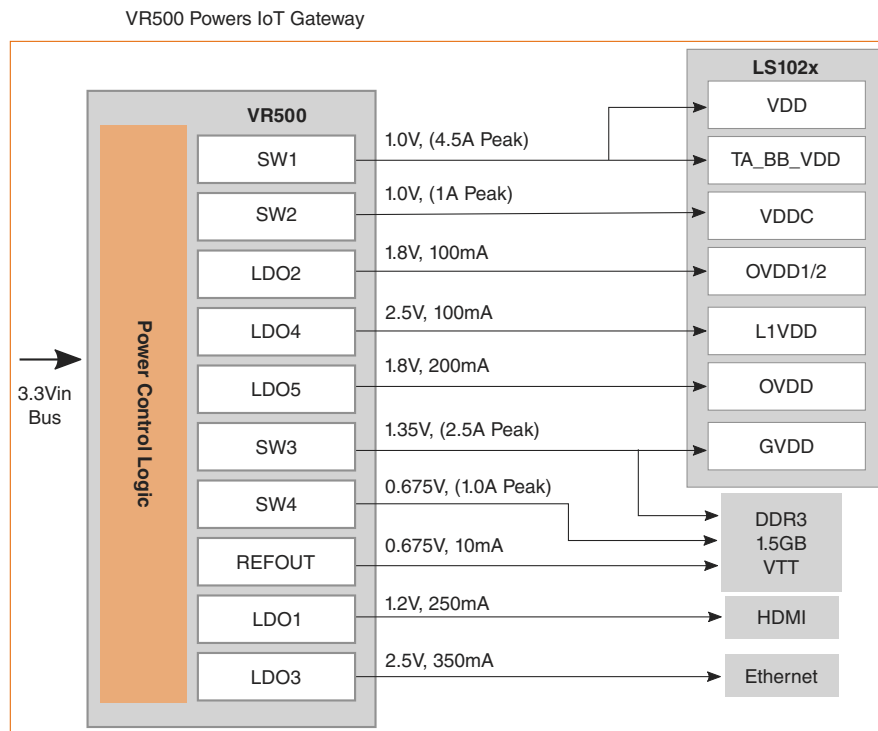 VR500 Powers IoT Gateway
LS102x
VR500
VDD
SW1
1.0V, (4.5A Peak)
TA_BB_VDD
SW2
1.0V, (1A Peak)
VDDC
LDO2
1.8V, 100mA
OVDD1/2
LDO4
2.5V, 100mA
L1VDD
Power Control Logic
3.3Vin
Bus
LDO5
1.8V, 200mA
OVDD
SW3
1.35V, (2.5A Peak)
GVDD
SW4
0.675V, (1.0A Peak)
DDR3
1.5GB
VTT
REFOUT
0.675V, 10mA
LDO1
1.2V, 250mA
HDMI
LDO3
2.5V, 350mA
Ethernet